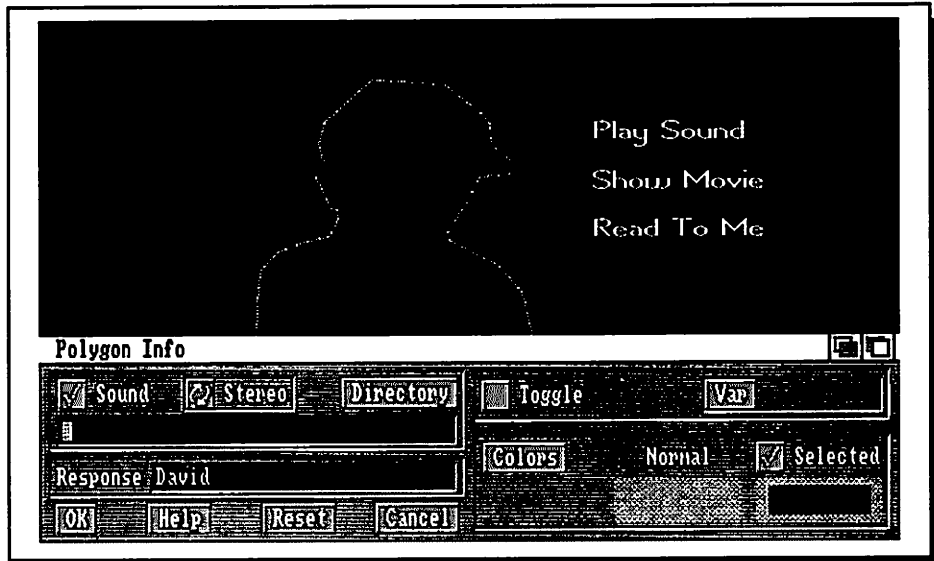 Play Sound
Show Movie
Read To Me
Polygon Info
Sound Stereo Directory
Toggle Var
Response David
Colors Normal Selected
OK Help Reset Cancel